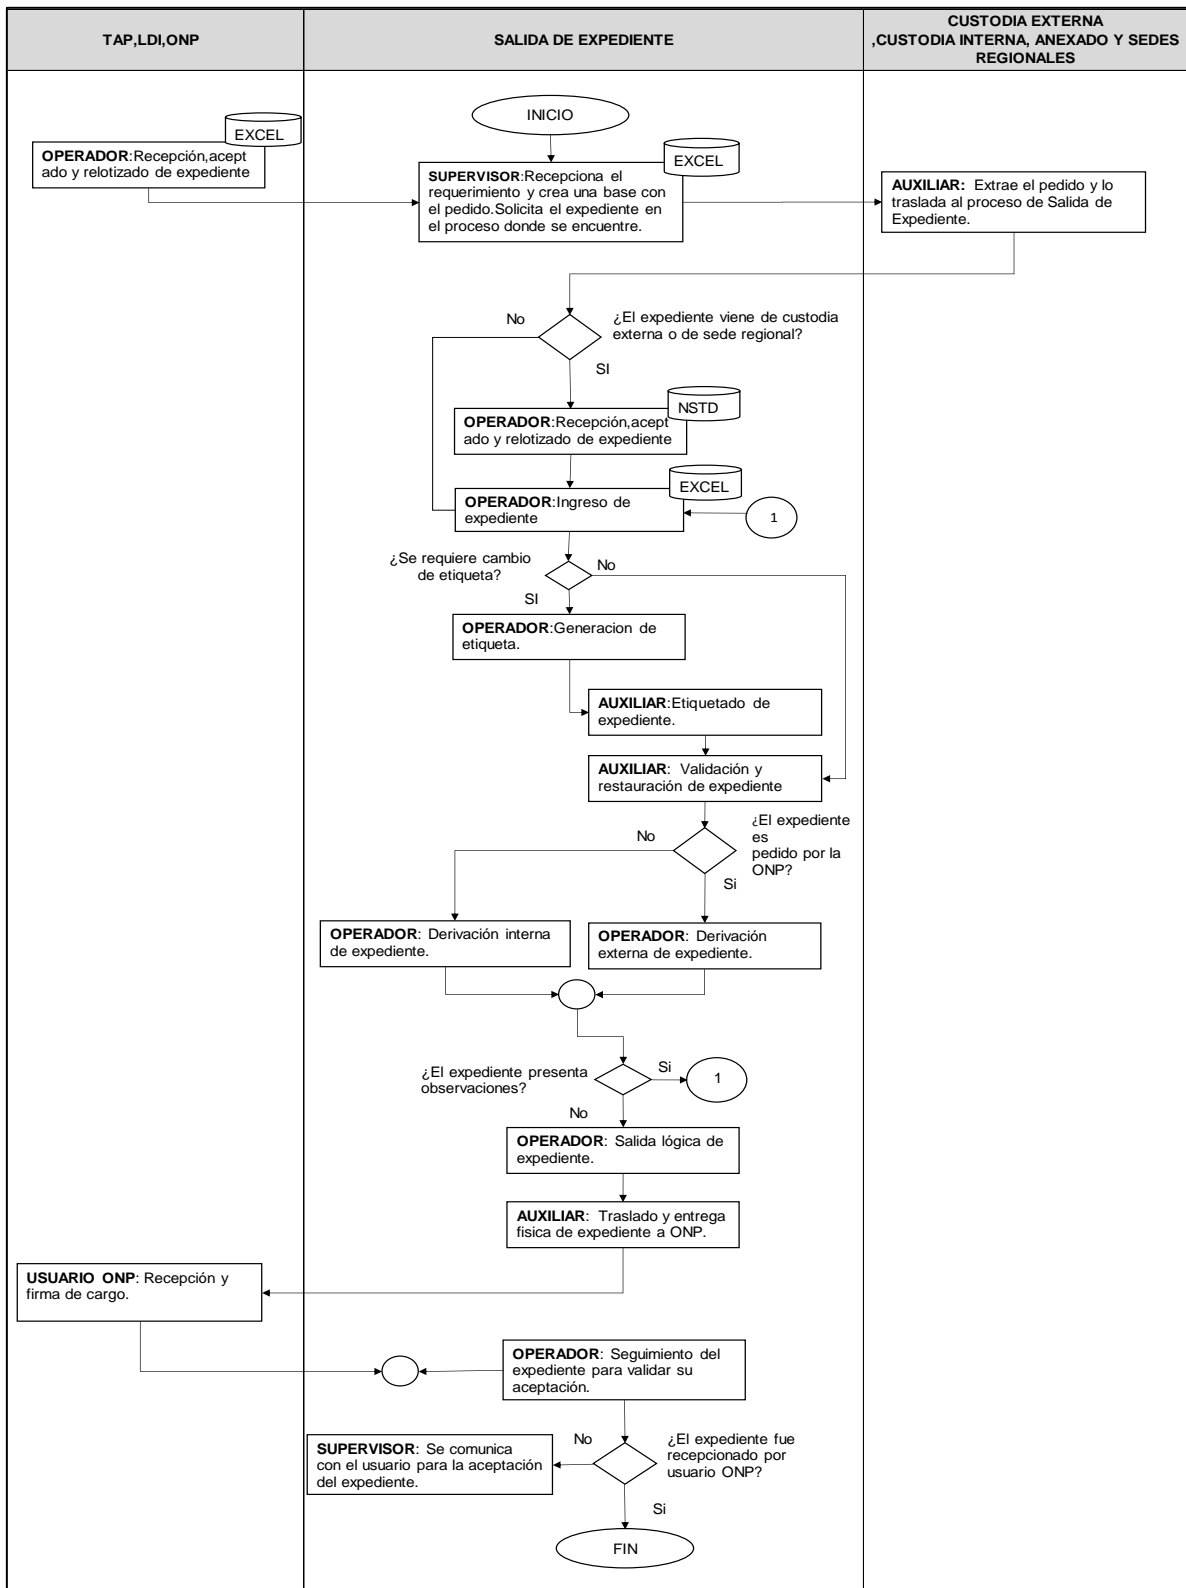 TAP,LDI,ONP
SALIDA DE EXPEDIENTE
CUSTODIA EXTERNA
,CUSTODIA INTERNA, ANEXADO Y SEDES
REGIONALES
INICIO
EXCEL
OPERADOR:Recepción,acept
ado y relotizado de expediente
EXCEL
SUPERVISOR:Recepciona el
requerimiento y crea una base con
el pedido.Solicita el expediente en
el proceso donde se encuentre.
AUXILIAR: Extrae el pedido y lo
traslada al proceso de Salida de
Expediente.
No
¿El expediente viene de custodia
externa o de sede regional?
SI
NSTD
OPERADOR:Recepción,acept
ado y relotizado de expediente
EXCEL
OPERADOR:Ingreso de
expediente
1
¿Se requiere cambio
de etiqueta?
No
SI
OPERADOR:Generacion de
etiqueta.
AUXILIAR:Etiquetado de
expediente.
AUXILIAR: Validación y
restauración de expediente
¿El expediente
es
pedido por la
ONP?
No
Si
OPERADOR: Derivación interna
de expediente.
OPERADOR: Derivación
externa de expediente.
¿El expediente presenta
observaciones?
Si
1
No
OPERADOR: Salida lógica de
expediente.
AUXILIAR: Traslado y entrega
fisica de expediente a ONP.
USUARIO ONP: Recepción y
firma de cargo.
OPERADOR: Seguimiento del
expediente para validar su
aceptación.
SUPERVISOR: Se comunica
con el usuario para la aceptación
del expediente.
No
¿El expediente fue
recepcionado por
usuario ONP?
Si
FIN